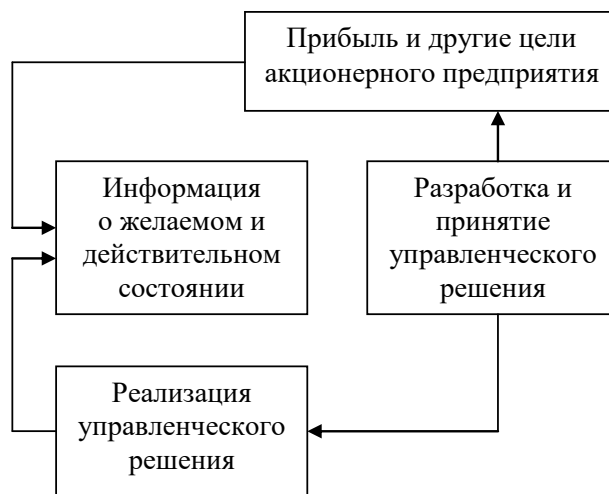 Прибыль и другие цели
акционерного предприятия
Информация
о желаемом и
действительном
состоянии
Разработка и
принятие
управленческого
решения
Реализация
управленческого
решения